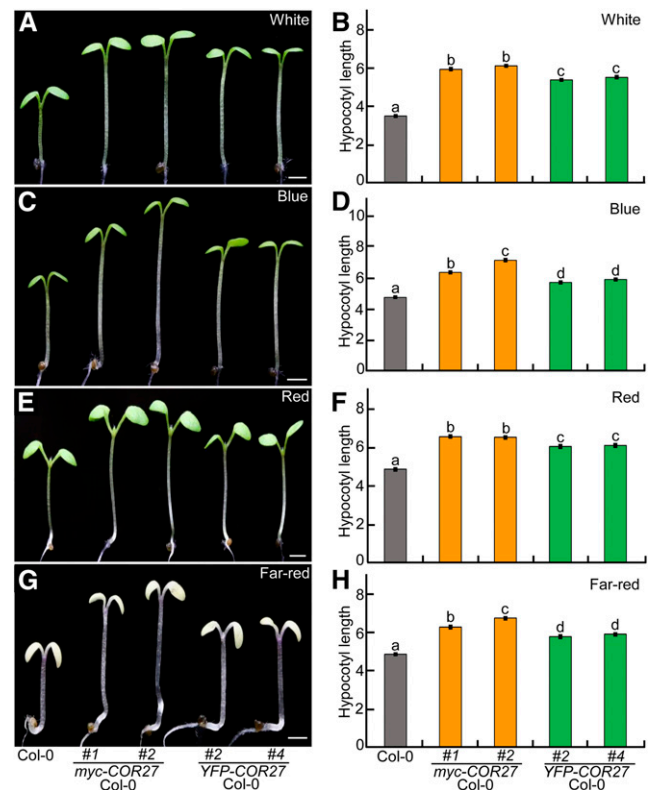 A White
B White
Hypocotyl length
8
6
4
2
0
a b b c c
C Blue
D Blue
Hypocotyl length
10
8
6
4
2
0
a b c d d
E Red
F Red
Hypocotyl length
8
6
4
2
0
a b b c c
G Far-red
H Far-red
Hypocotyl length
8
6
4
2
0
a b c d d
Col-0 #1 #2 #2 #4
myc-COR27 YFP-COR27
Col-0 Col-0
Col-0 #1 #2 #2 #4
myc-COR27 YFP-COR27
Col-0 Col-0